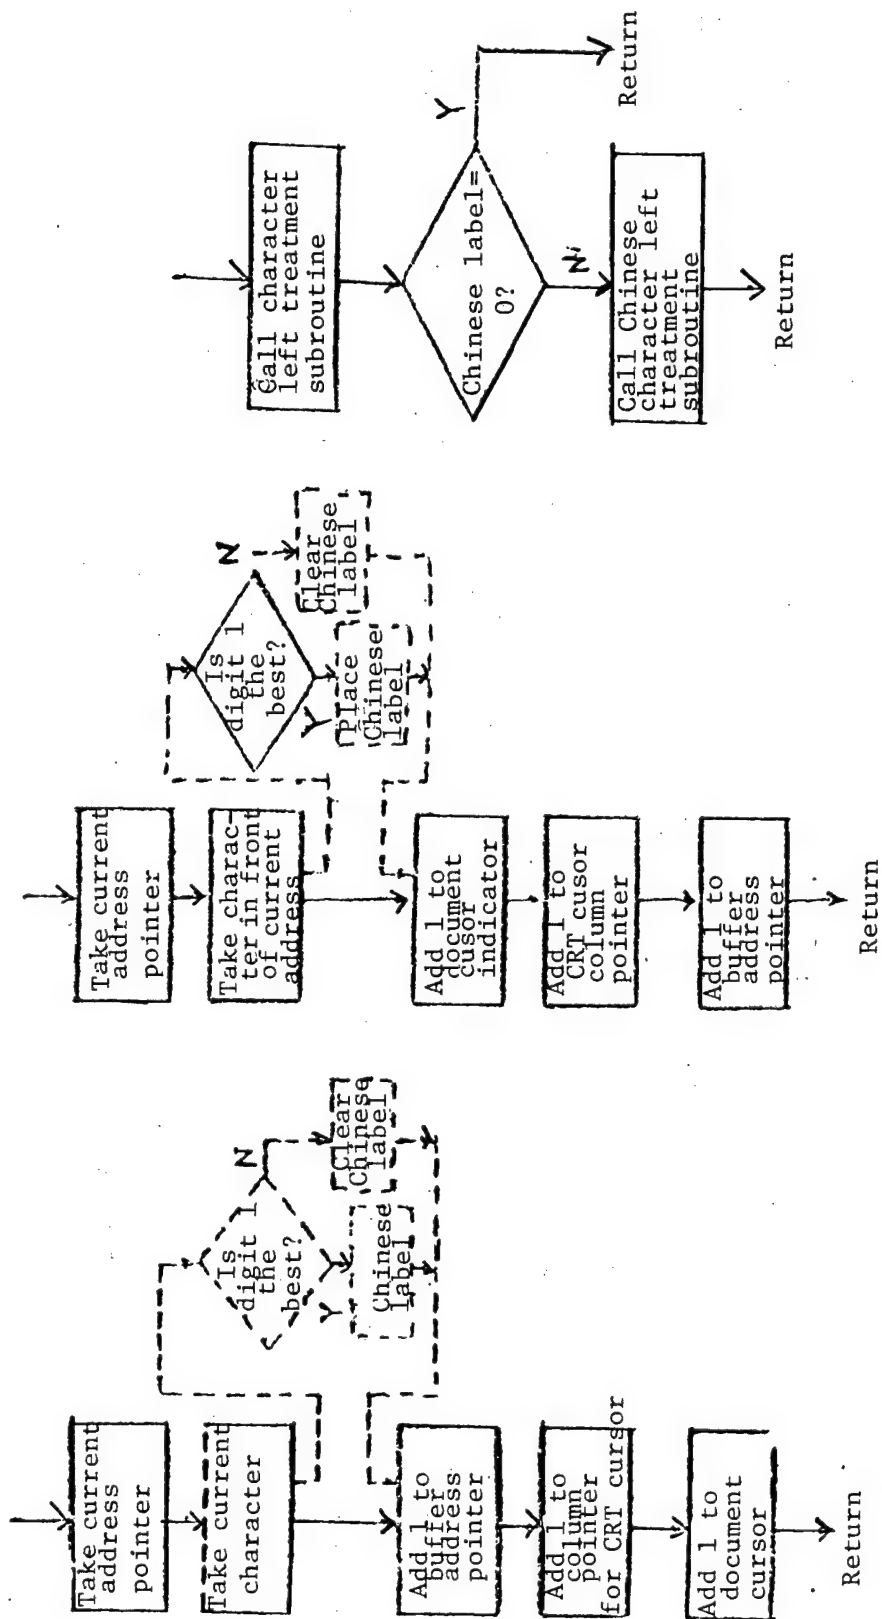 Take current
address
pointer
Take current
character
Is
digit 1
the
best?
Y
N
Chinese
label
Clear
Chinese
label
Add 1 to
buffer
address
pointer
Add 1 to
column
pointer
for CRT cursor
Add 1 to
document
cursor
Return
Take current
address
pointer
Take charac-
ter in front
of current
address
Is
digit 1
the
best?
Y
N
Place
Chinese
label
Clear
Chinese
label
Add 1 to
document
cusor
indicator
Add 1 to
CRT cusor
column
pointer
Add 1 to
buffer
address
pointer
Return
Call character
left treatment
subroutine
Chinese label=
0?
Y
Return
N
Call Chinese
character left
treatment
subroutine
Return